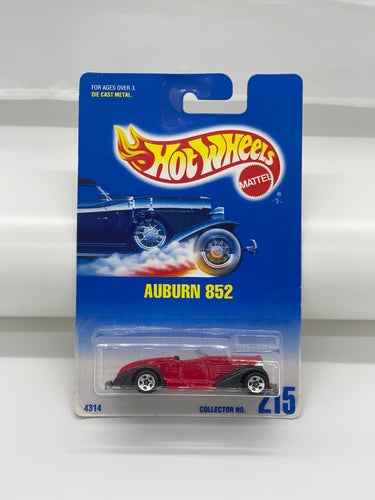 FOR AGES OVER 3.
DIE CAST METAL.
Hot Wheels
MATTEL
®
AUBURN 852
4314
COLLECTOR NO. 215